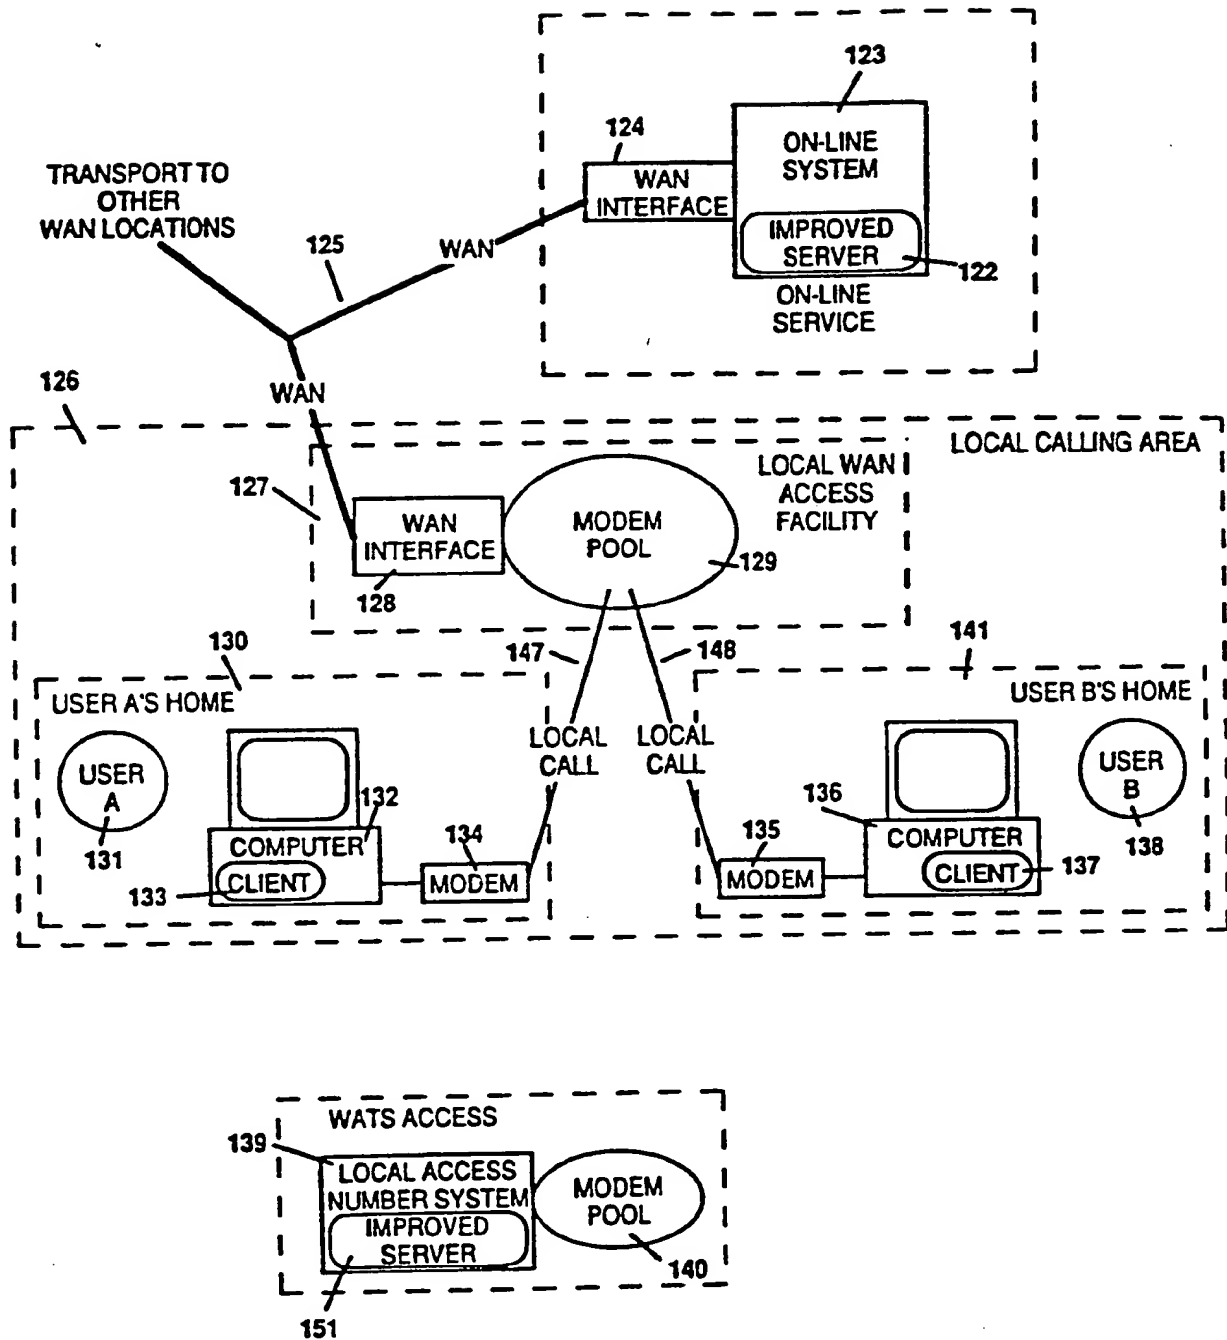 123
124
ON-LINE
SYSTEM
WAN
INTERFACE
IMPROVED
SERVER
122
ON-LINE
SERVICE
TRANSPORT TO
OTHER
WAN LOCATIONS
125
WAN
WAN
126
LOCAL CALLING AREA
127
LOCAL WAN
ACCESS
FACILITY
WAN
INTERFACE
128
MODEM
POOL
129
147
148
130
141
USER A'S HOME
USER B'S HOME
LOCAL
CALL
LOCAL
CALL
USER
A
131
132
COMPUTER
CLIENT
133
134
MODEM
135
MODEM
136
COMPUTER
CLIENT
137
USER
B
138
WATS ACCESS
139
LOCAL ACCESS
NUMBER SYSTEM
IMPROVED
SERVER
151
MODEM
POOL
140